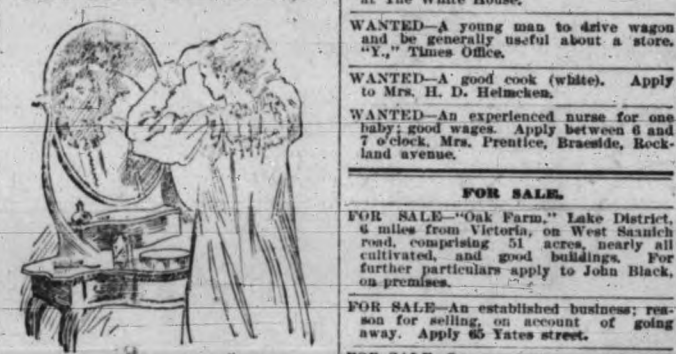 at The White House.
WANTED—A young man to drive wagon
and be generally useful about a store.
"Y.," Times Office.
WANTED—A good cook (white). Apply
to Mrs. H. D. Helmcken.
WANTED—An experienced nurse for one
baby; good wages. Apply between 6 and
7 o'clock, Mrs. Prentice, Braeside, Rock-
land avenue.
FOR SALE.
FOR SALE—"Oak Farm," Lake District,
6 miles from Victoria, on West Saanich
road, comprising 51 acres, nearly all
cultivated, and good buildings. For
further particulars apply to John Black,
on premises.
FOR SALE—An established business; rea-
son for selling, on account of going
away. Apply 65 Yates street.